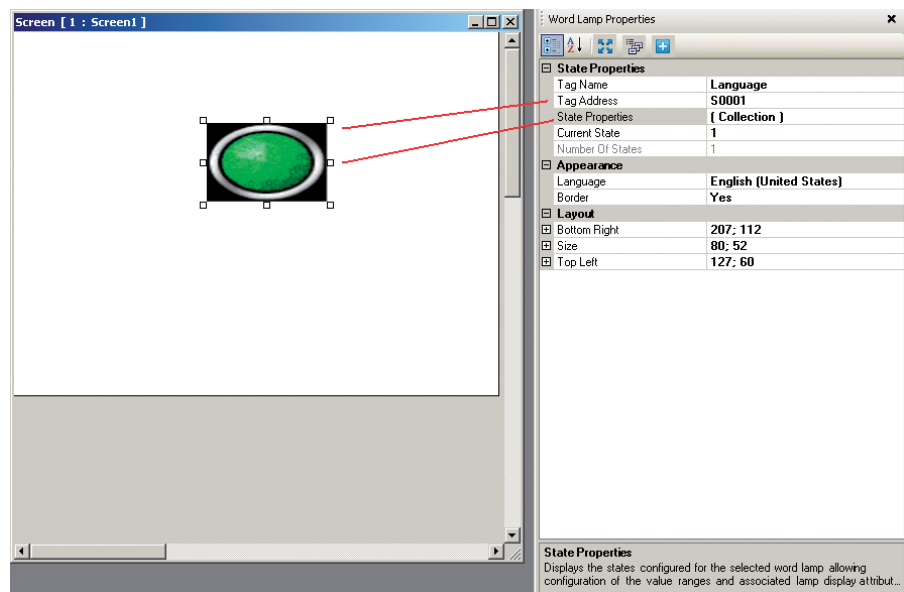 Screen [ 1 : Screen1 ]
Word Lamp Properties
State Properties
Tag Name Language
Tag Address S0001
State Properties ( Collection )
Current State 1
Number Of States 1
Appearance
Language English (United States)
Border Yes
Layout
Bottom Right 207; 112
Size 80; 52
Top Left 127; 60
State Properties
Displays the states configured for the selected word lamp allowing
configuration of the value ranges and associated lamp display attribut...